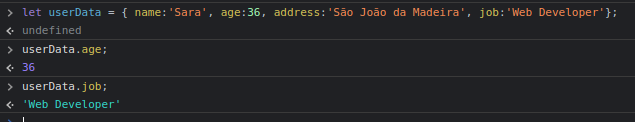 let userData = { name:'Sara', age:36, address:'São João da Madeira', job:'Web Developer'};
undefined
userData.age;
36
userData.job;
'Web Developer'